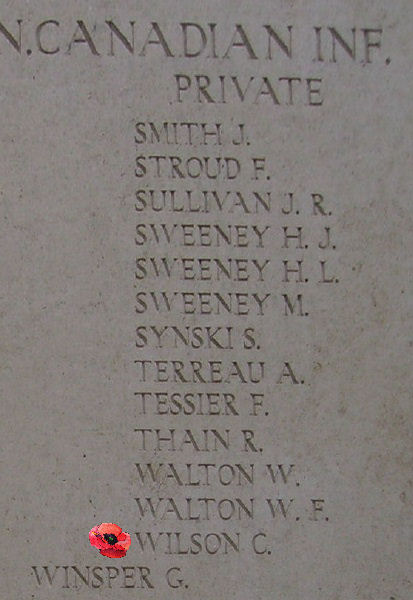 N. CANADIAN INF.
PRIVATE
SMITH J.
STROUD F.
SULLIVAN J. R.
SWEENEY H. J.
SWEENEY H. L.
SWEENEY M.
SYNSKI S.
TERREAU A.
TESSIER F.
THAIN R.
WALTON W.
WALTON W. F.
WILSON C.
WINSPER G.